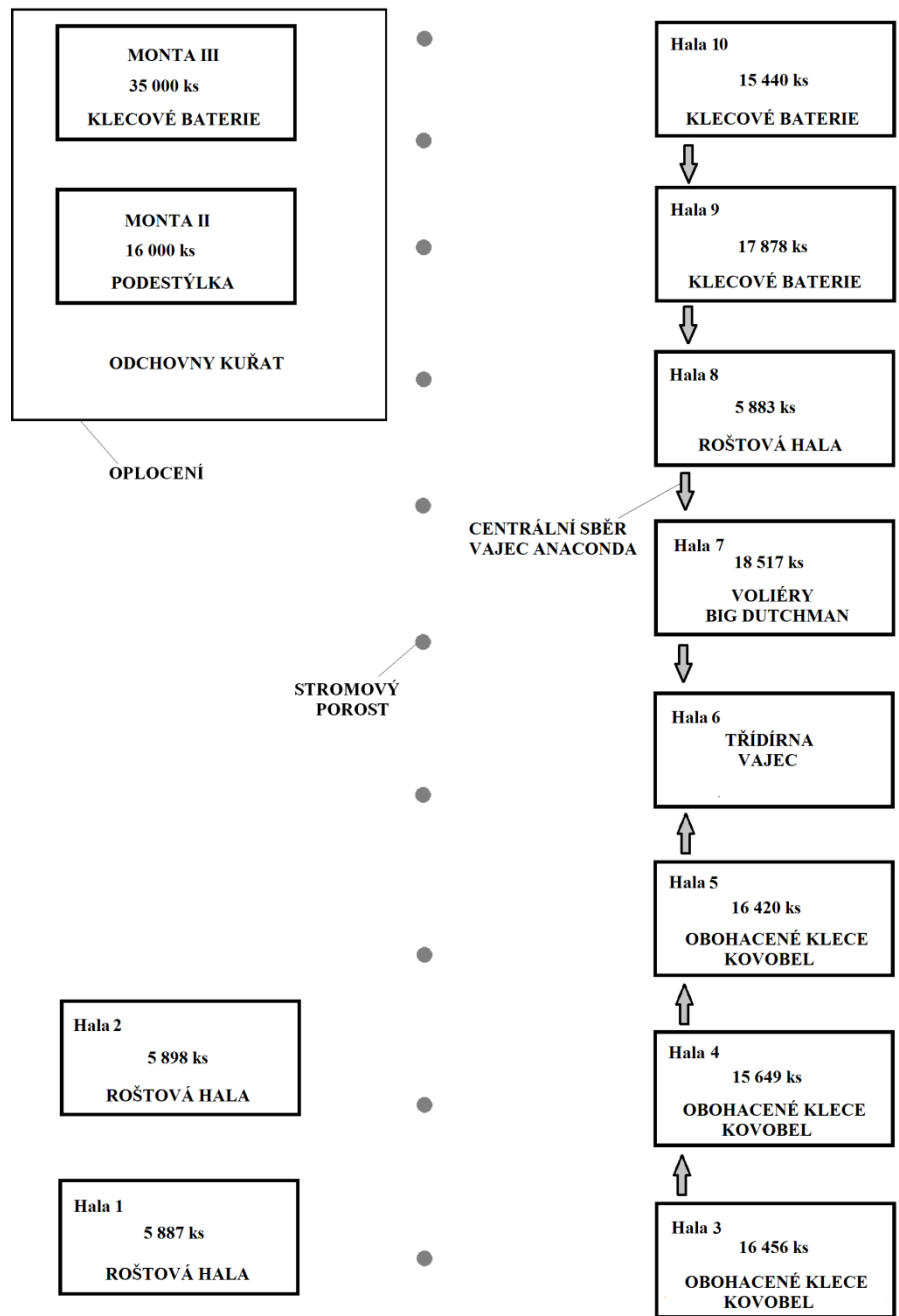 MONTA III
35 000 ks
KLECOVÉ BATERIE
MONTA II
16 000 ks
PODESTÝLKA
ODCHOVNY KUŘAT
OPLOCENÍ
STROMOVÝ
POROST
Hala 2
5 898 ks
ROŠTOVÁ HALA
Hala 1
5 887 ks
ROŠTOVÁ HALA
Hala 10
15 440 ks
KLECOVÉ BATERIE
Hala 9
17 878 ks
KLECOVÉ BATERIE
Hala 8
5 883 ks
ROŠTOVÁ HALA
CENTRÁLNÍ SBĚR
VAJEC ANACONDA
Hala 7
18 517 ks
VOLIÉRY
BIG DUTCHMAN
Hala 6
TŘÍDÍRNA
VAJEC
Hala 5
16 420 ks
OBOHACENÉ KLECE
KOVOBEL
Hala 4
15 649 ks
OBOHACENÉ KLECE
KOVOBEL
Hala 3
16 456 ks
OBOHACENÉ KLECE
KOVOBEL